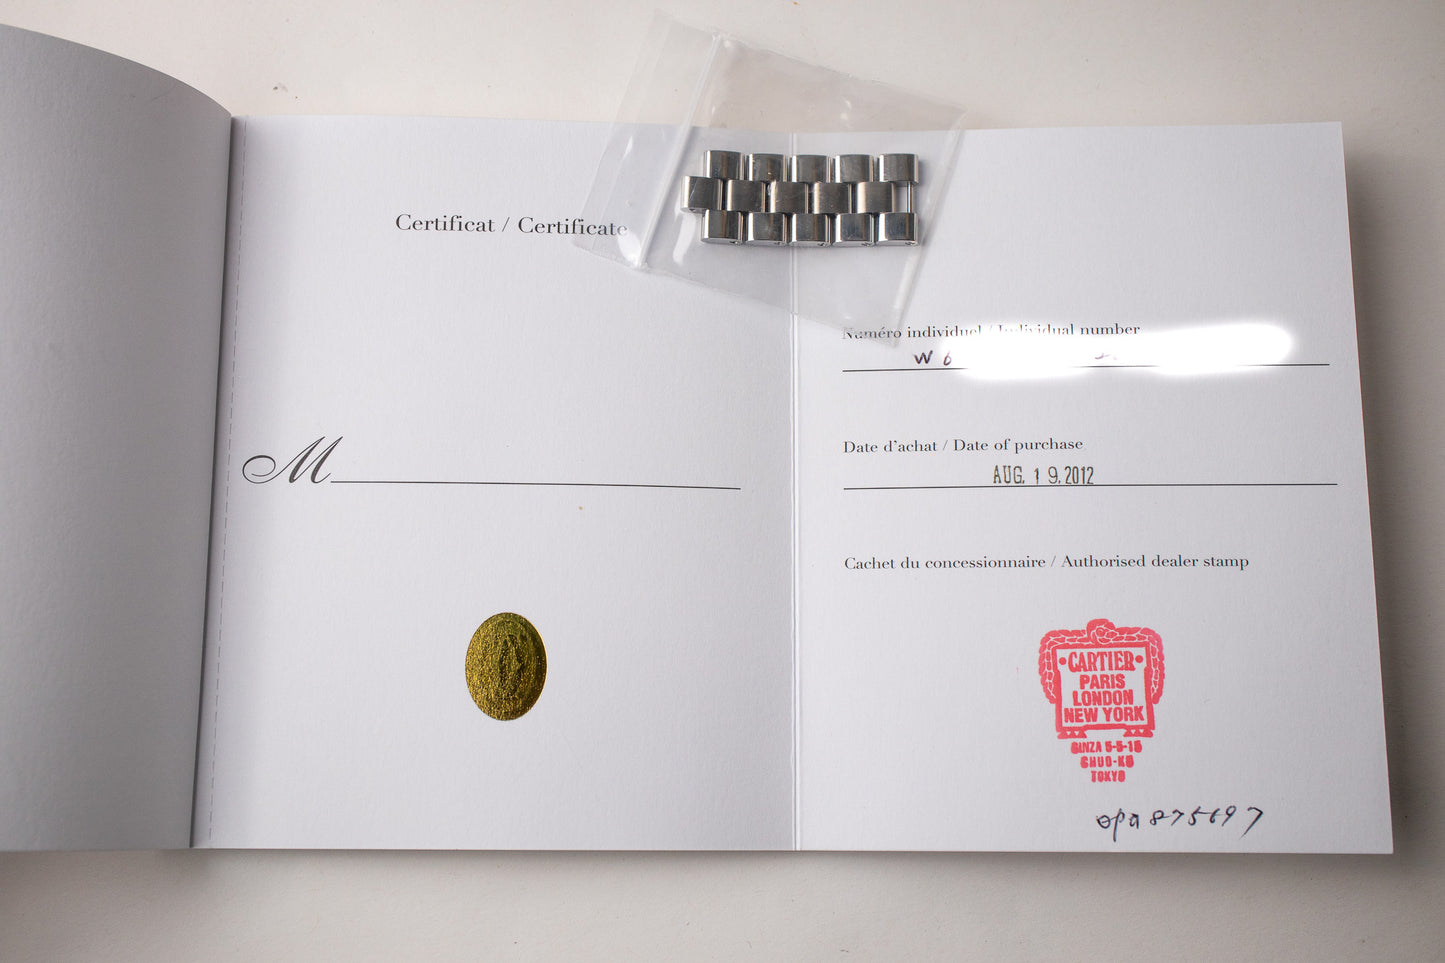 Certificat / Certificate
M
Numéro individuel / Individual number
W 6
Date d'achat / Date of purchase
AUG. 19. 2012
Cachet du concessionnaire / Authorised dealer stamp
• CARTIER •
PARIS
LONDON
NEW YORK
GINZA 5-5-15
CHUO-KU
TOKYO